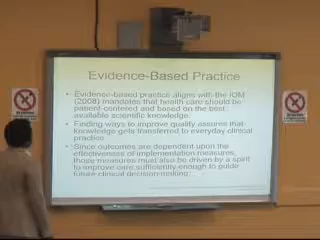 Evidence-Based Practice
• Evidence-based practice aligns with the IOM
(2008) mandates that health care should be
patient-centered and based on the best
available scientific knowledge.
• Finding ways to improve quality assures that
knowledge gets transferred to everyday clinical
practice
• Since outcomes are dependent upon the
effectiveness of implementation measures,
those measures must also be driven by a spirit
to improve care sufficiently enough to guide
future clinical decision-making.